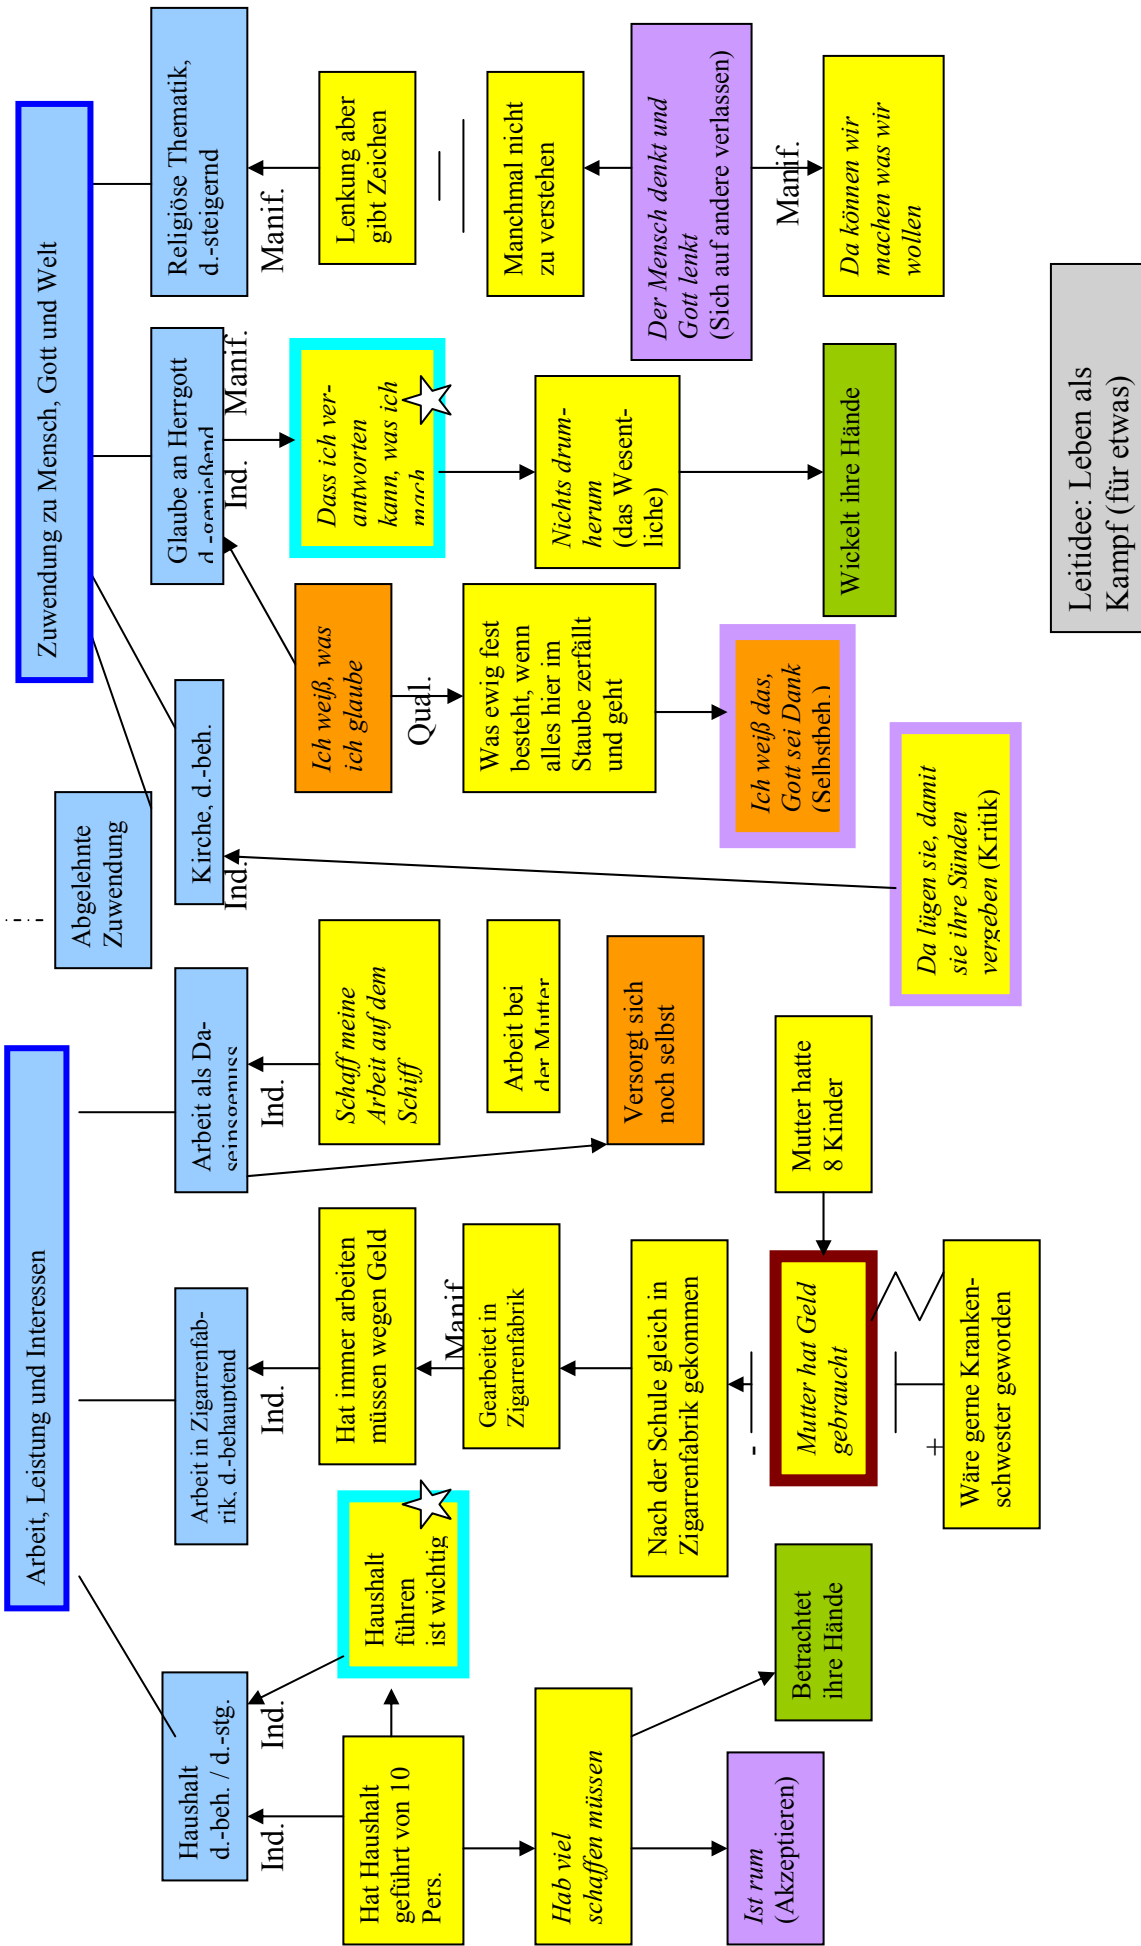 Arbeit, Leistung und Interessen
Zuwendung zu Mensch, Gott und Welt
Abgelehnte
Zuwendung
Haushalt
d.-beh. / d.-stg.
Ind.
Ind.
Hat Haushalt
geführt von 10
Pers.
Haushalt
führen
ist wichtig
Hab viel
schaffen müssen
Ist rum
(Akzeptieren)
Betrachtet
ihre Hände
Arbeit in Zigarrenfab-
rik, d.-behauptend
Ind.
Hat immer arbeiten
müssen wegen Geld
Manif.
Gearbeitet in
Zigarrenfabrik
Nach der Schule gleich in
Zigarrenfabrik gekommen
-
Mutter hat Geld
gebraucht
+
Wäre gerne Kranken-
schwester geworden
Mutter hatte
8 Kinder
Arbeit als Da-
seinsgenuss
Ind.
Schaff meine
Arbeit auf dem
Schiff
Arbeit bei
der Mutter
Versorgt sich
noch selbst
Kirche, d.-beh.
Ind.
Da lügen sie, damit
sie ihre Sünden
vergeben (Kritik)
Glaube an Herrgott
d.-genießend
Ind.
Manif.
Ich weiß, was
ich glaube
Qual.
Was ewig fest
besteht, wenn
alles hier im
Staube zerfällt
und geht
Ich weiß das,
Gott sei Dank
(Selbstbeh.)
Dass ich ver-
antworten
kann, was ich
mach
Nichts drum-
herum
(das Wesent-
liche)
Wickelt ihre Hände
Religiöse Thematik,
d.-steigernd
Manif.
Lenkung aber
gibt Zeichen
Manchmal nicht
zu verstehen
Der Mensch denkt und
Gott lenkt
(Sich auf andere verlassen)
Manif.
Da können wir
machen was wir
wollen
Leitidee: Leben als
Kampf (für etwas)